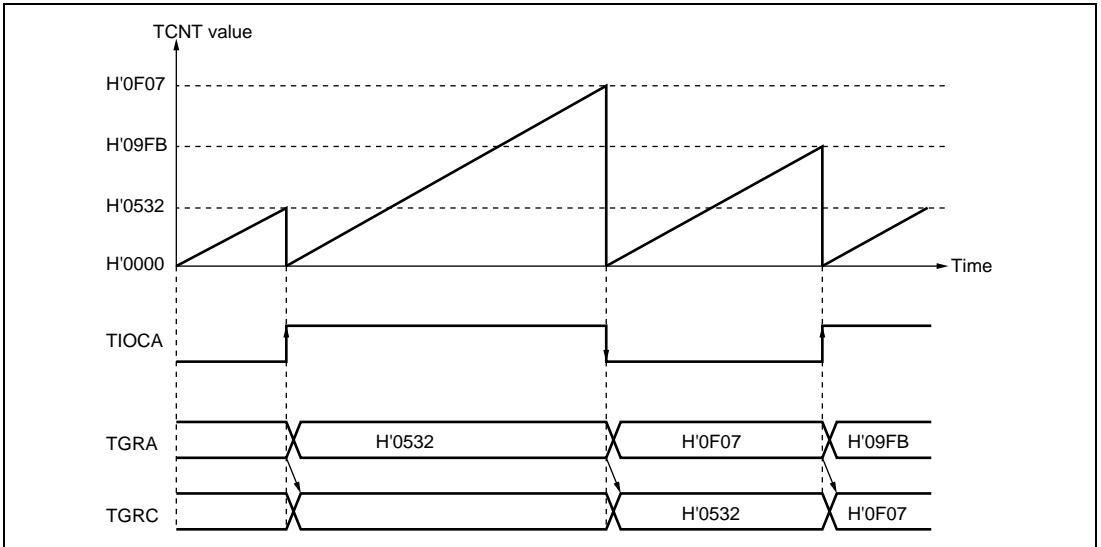 TCNT value
H'0F07
H'09FB
H'0532
H'0000
Time
TIOCA
TGRA H'0532 H'0F07 H'09FB
TGRC H'0532 H'0F07